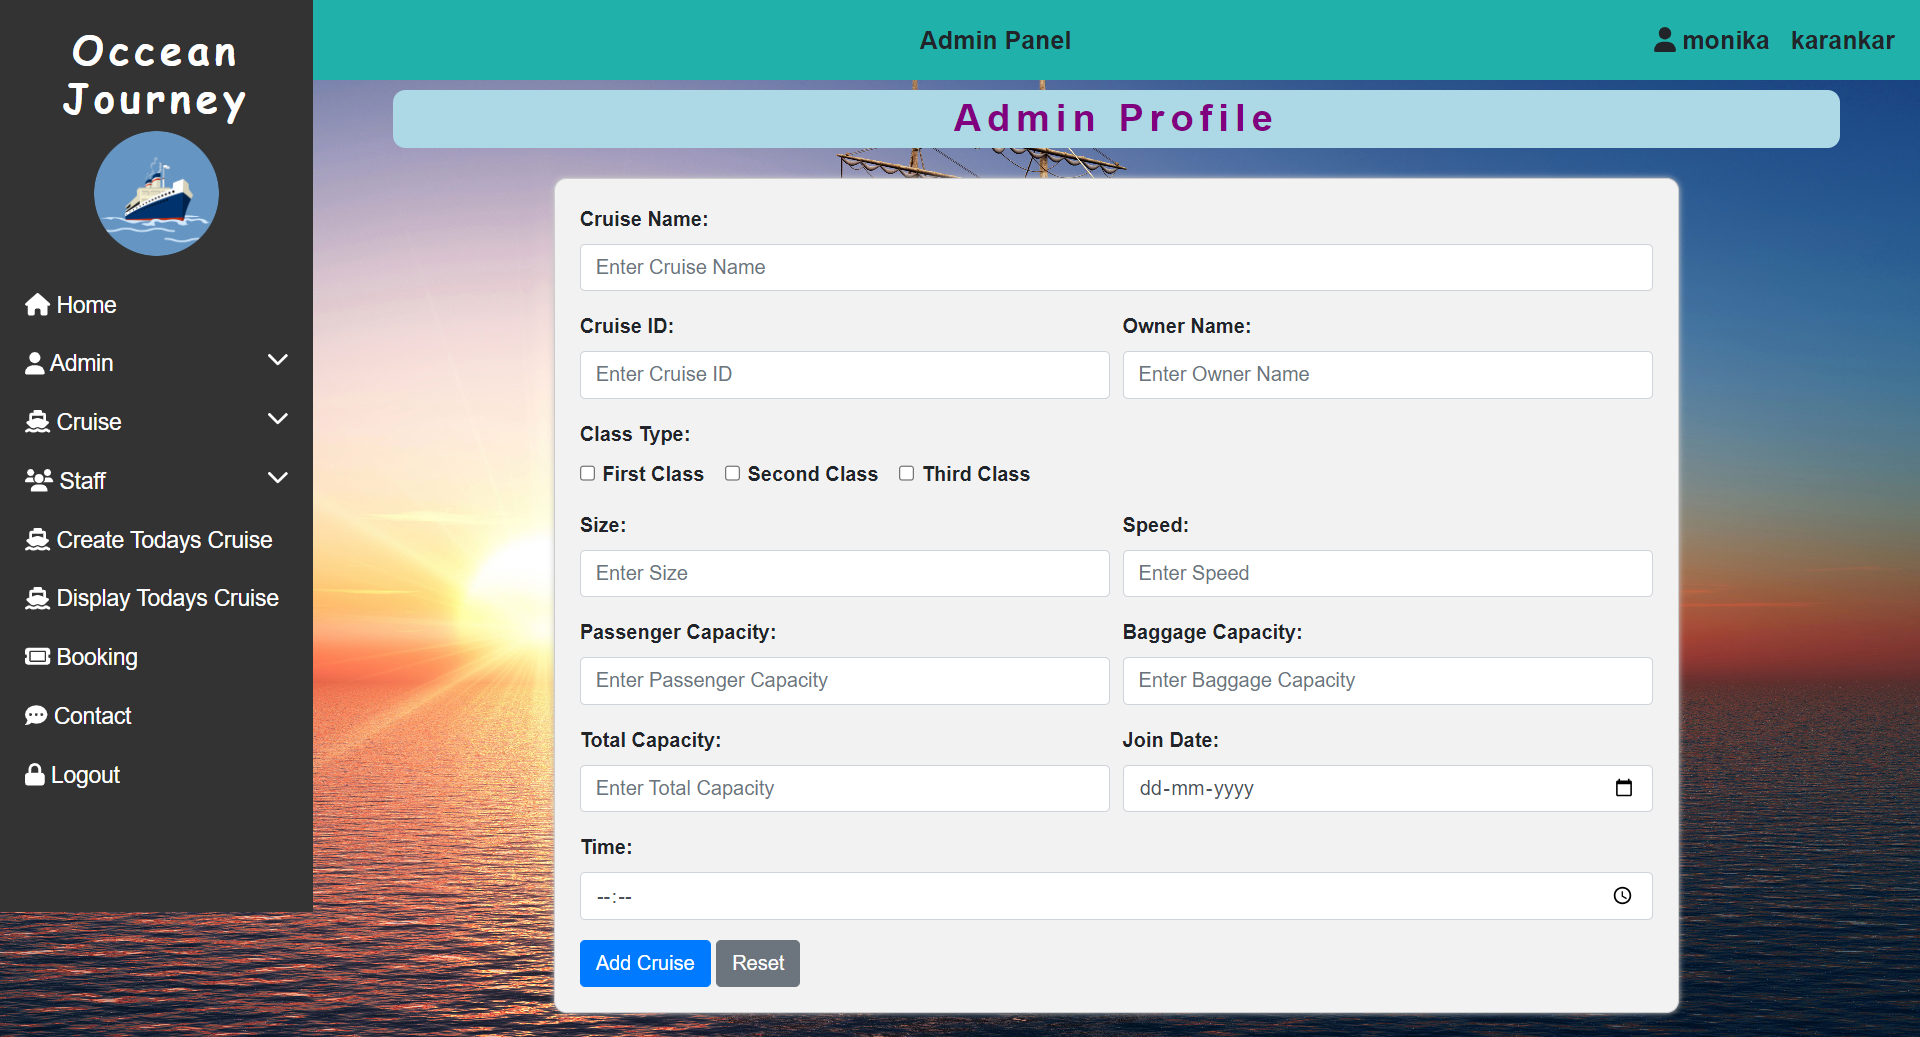 Occean
Journey
Home
Admin
Cruise
Staff
Create Todays Cruise
Display Todays Cruise
Booking
Contact
Logout
Admin Panel
monika karankar
Admin Profile
Cruise Name:
Enter Cruise Name
Cruise ID: Owner Name:
Enter Cruise ID Enter Owner Name
Class Type:
First Class Second Class Third Class
Size: Speed:
Enter Size Enter Speed
Passenger Capacity: Baggage Capacity:
Enter Passenger Capacity Enter Baggage Capacity
Total Capacity: Join Date:
Enter Total Capacity dd-mm-yyyy
Time:
--:--
Add Cruise Reset